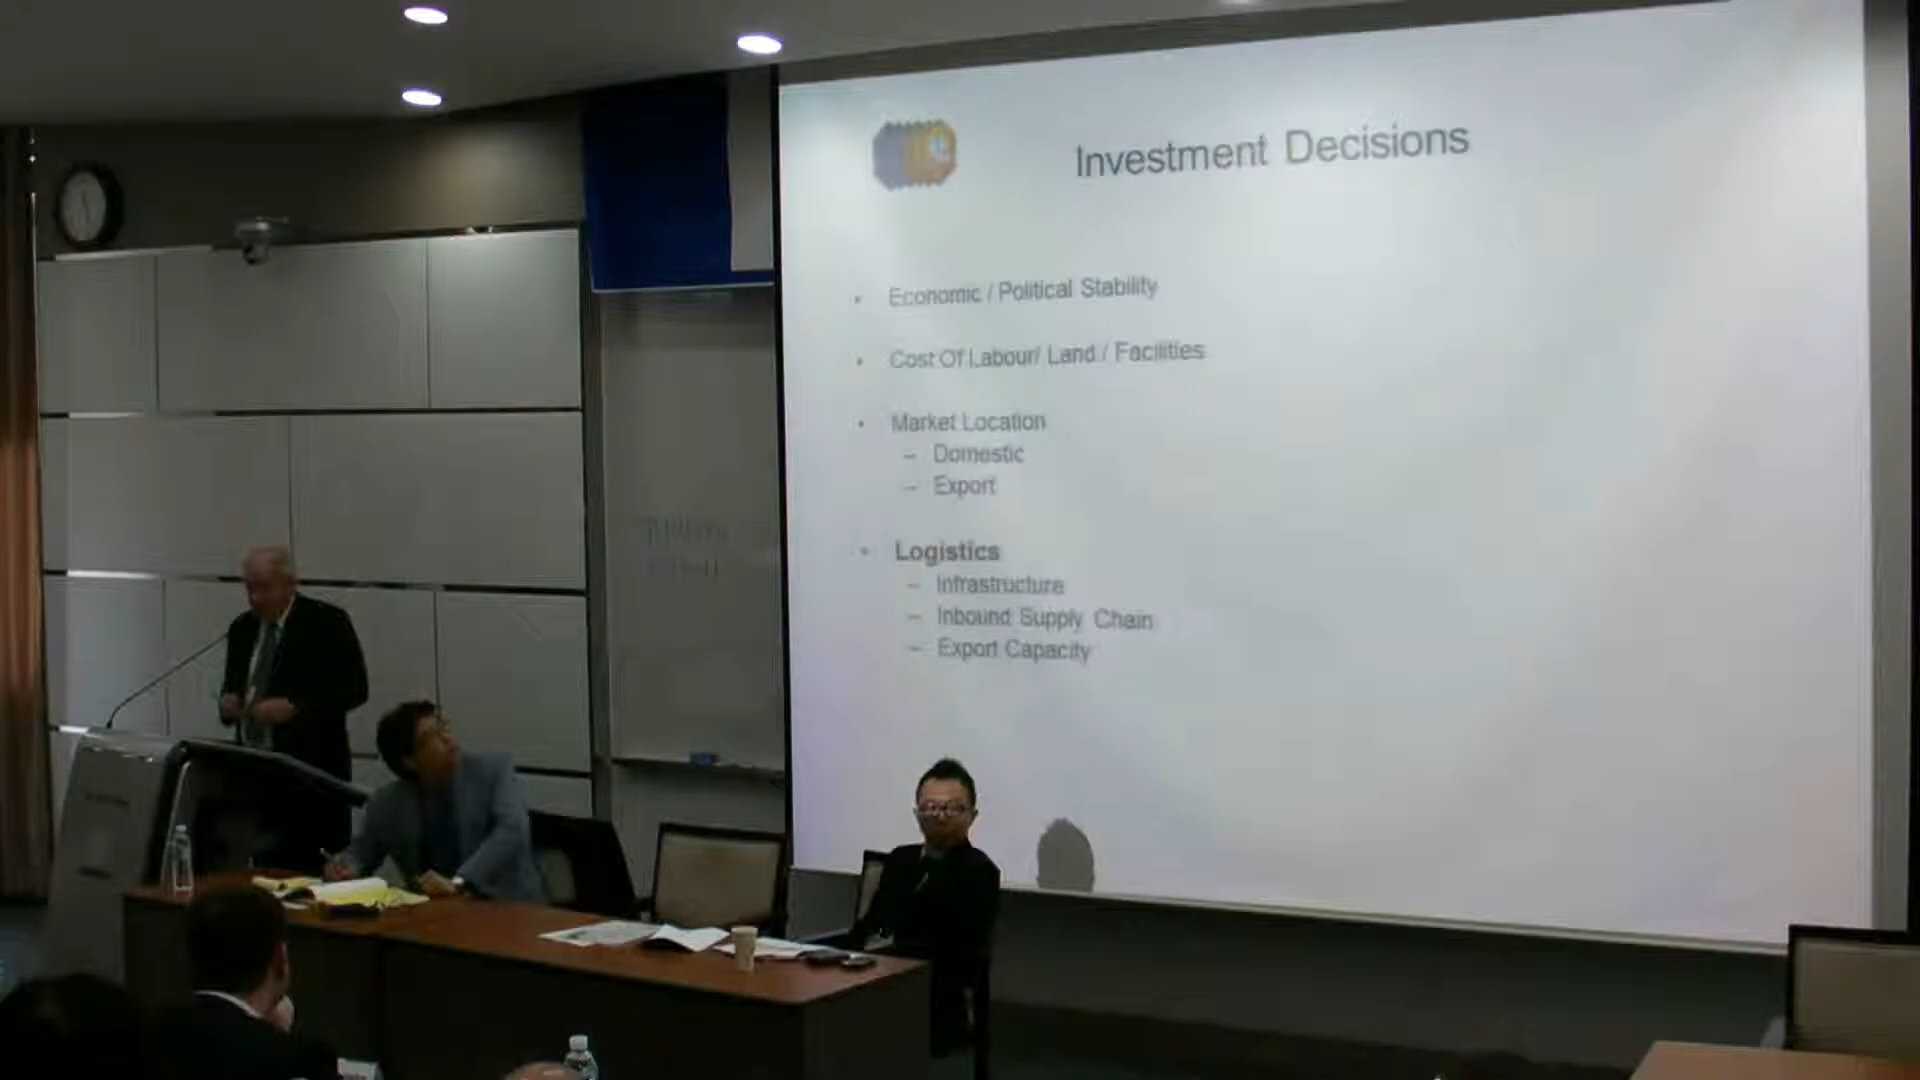 Investment Decisions
• Economic / Political Stability
• Cost Of Labour/ Land / Facilities
• Market Location
– Domestic
– Export
• Logistics
– Infrastructure
– Inbound Supply Chain
– Export Capacity